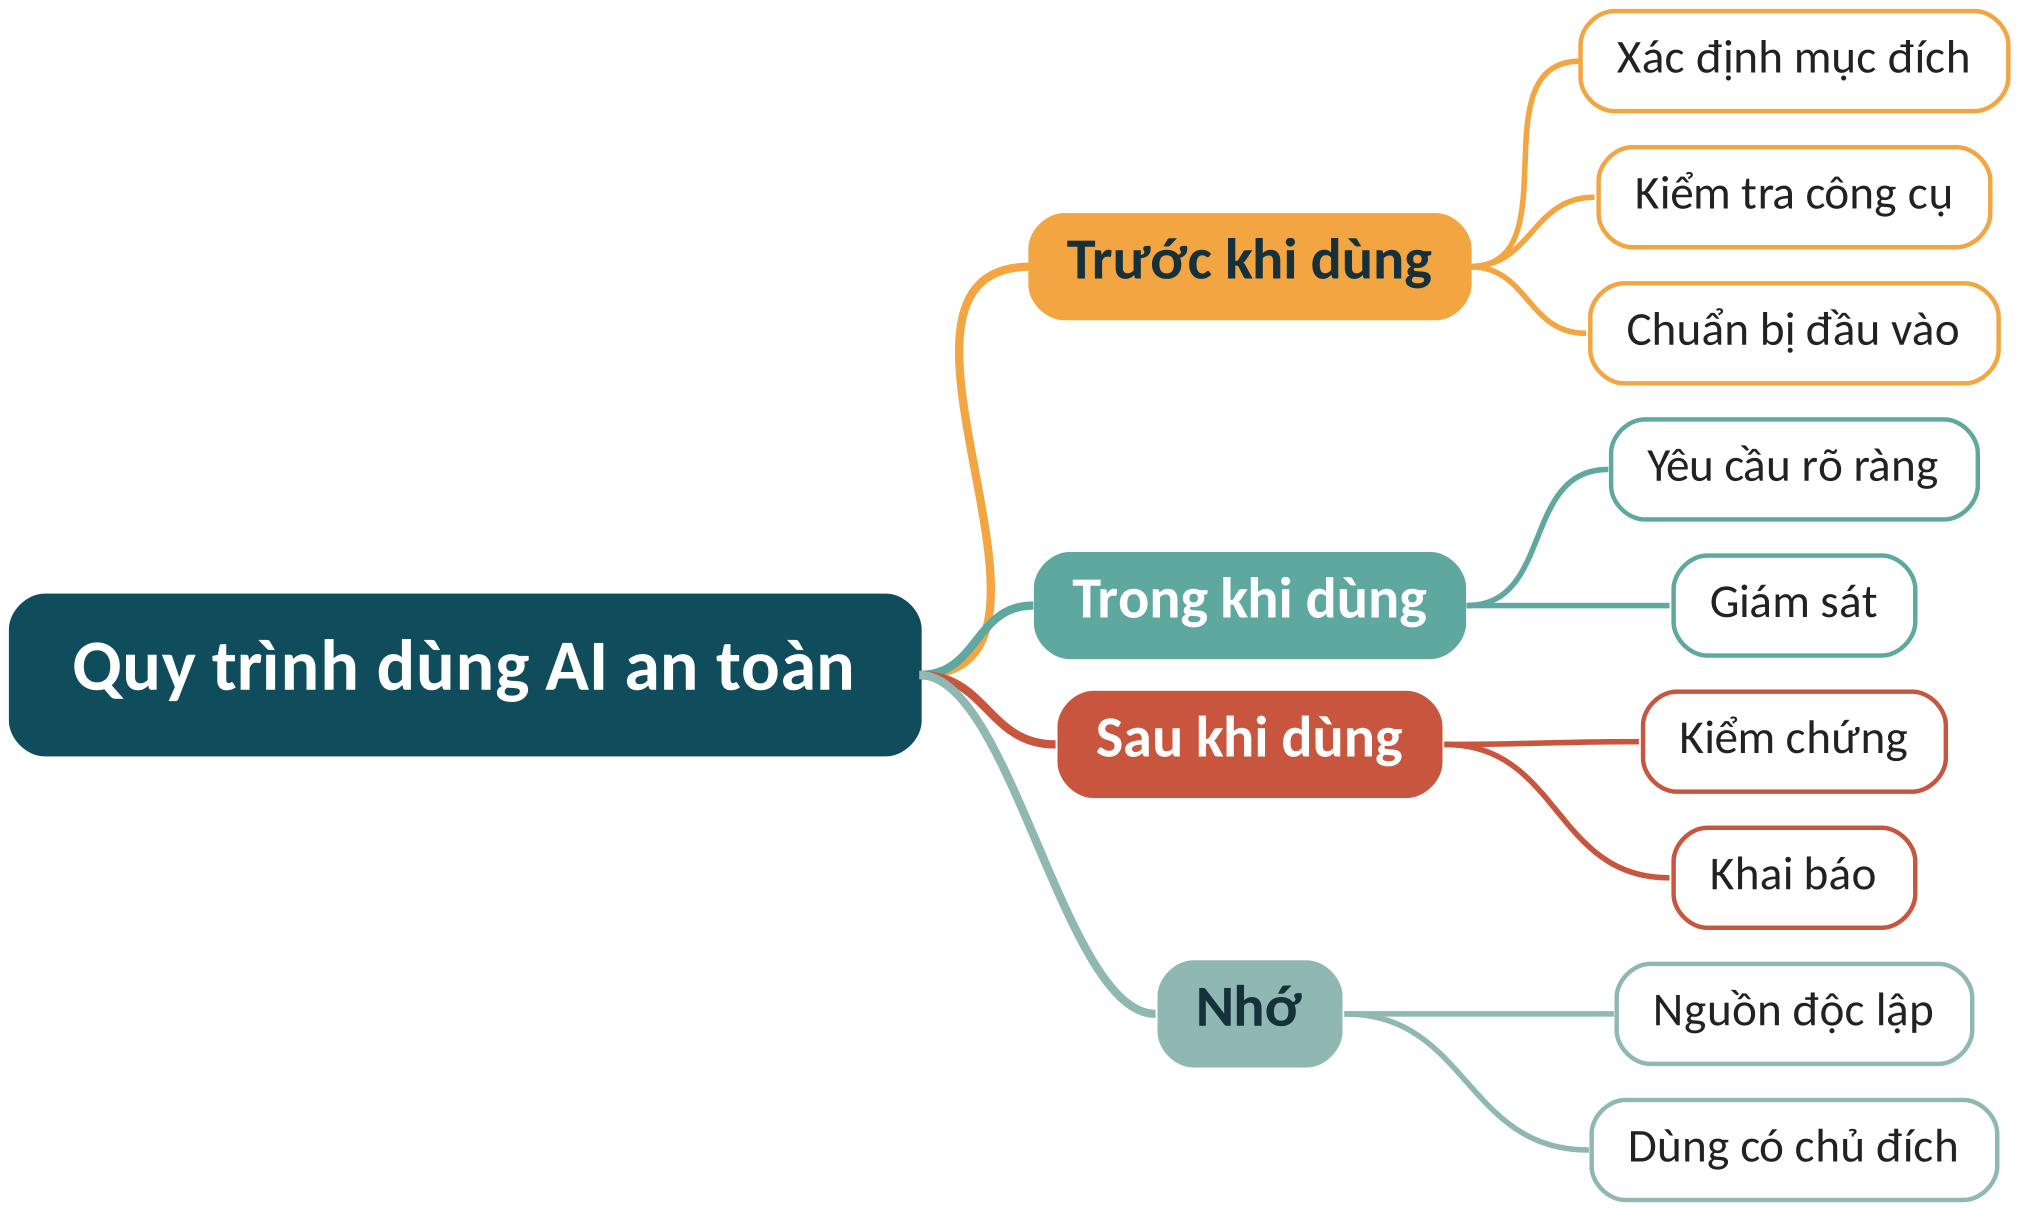 Quy trình dùng AI an toàn
Trước khi dùng
Xác định mục đích
Kiểm tra công cụ
Chuẩn bị đầu vào
Trong khi dùng
Yêu cầu rõ ràng
Giám sát
Sau khi dùng
Kiểm chứng
Khai báo
Nhớ
Nguồn độc lập
Dùng có chủ đích